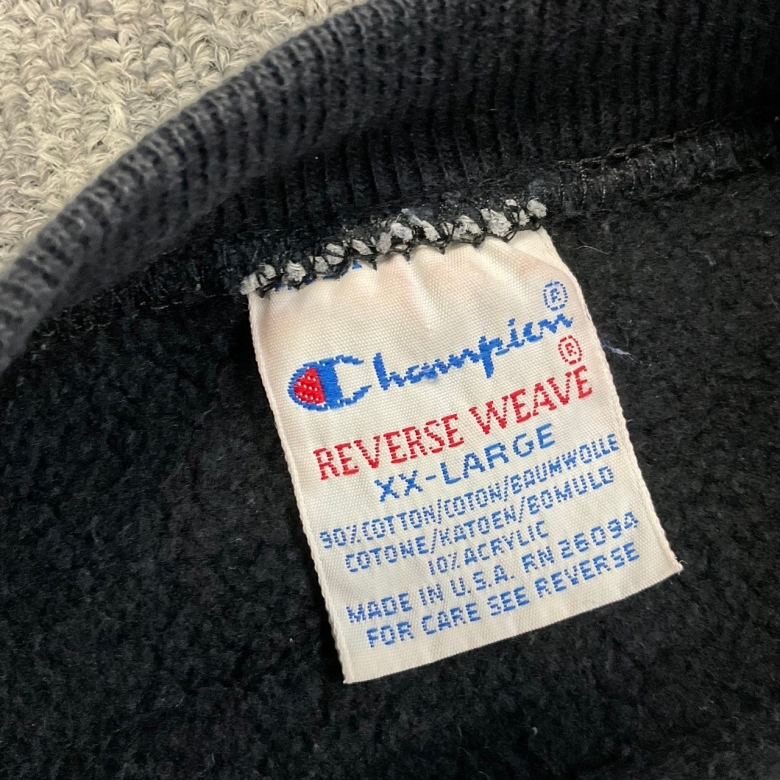 Champion®
REVERSE WEAVE®
XX-LARGE
90% COTTON/COTON/BAUMWOLLE
COTONE/KATOEN/BOMULD
10% ACRYLIC
MADE IN U.S.A. RN 26094
FOR CARE SEE REVERSE